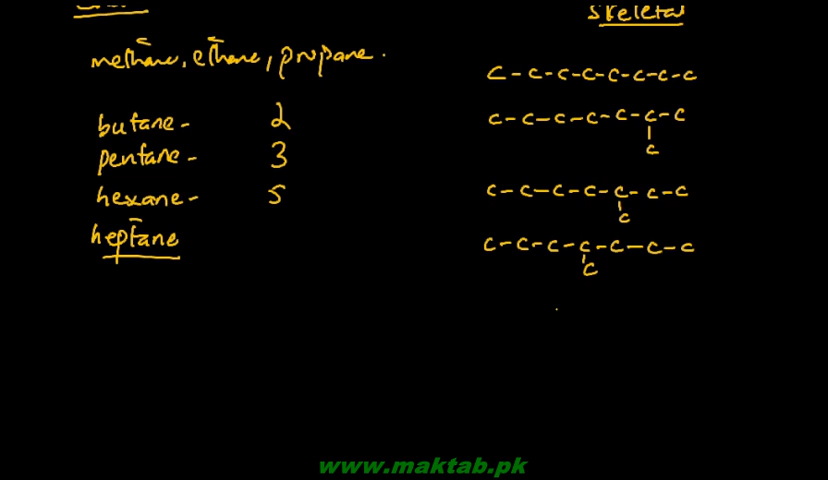 methane, ethane, propane.
butane - 2
pentane - 3
hexane - 5
heptane
Skeletal
C-C-C-C-C-C-C-C
C-C-C-C-C-C-C
C
C-C-C-C-C-C-C
C
C-C-C-C-C-C-C
C
www.maktab.pk